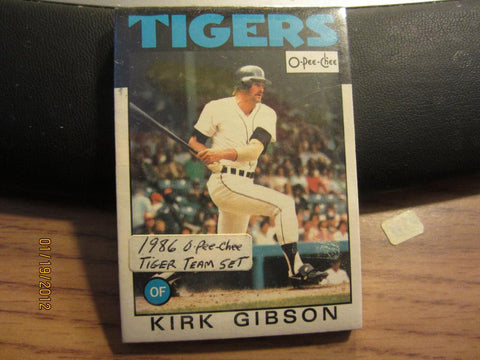 TIGERS
O-Pee-Chee
1986 O-Pee-Chee
TIGER TEAM SET
OF
KIRK GIBSON
01/19/2012